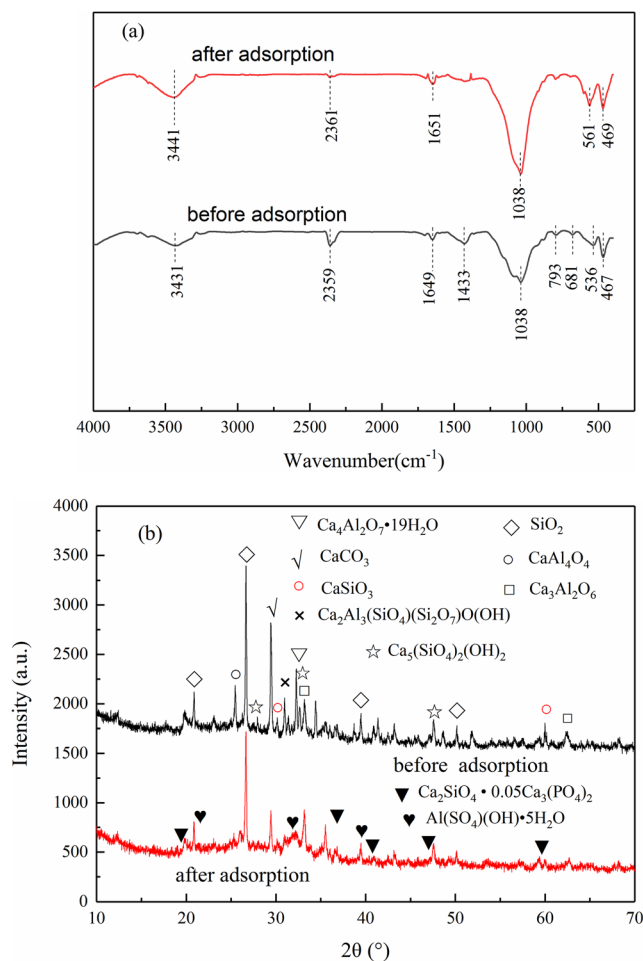 (a)
after adsorption
3441
2361
1651
1038
561
469
before adsorption
3431
2359
1649
1433
1038
793
681
536
467
4000 3500 3000 2500 2000 1500 1000 500
Wavenumber(cm⁻¹)
(b)
4000
3500
3000
2500
2000
1500
1000
500
0
Intensity (a.u.)
Ca₄Al₂O₇•19H₂O
SiO₂
CaCO₃
CaAl₄O₄
CaSiO₃
Ca₃Al₂O₆
Ca₂Al₃(SiO₄)(Si₂O₇)O(OH)
Ca₅(SiO₄)₂(OH)₂
before adsorption
Ca₂SiO₄ • 0.05Ca₃(PO₄)₂
Al(SO₄)(OH)•5H₂O
after adsorption
10 20 30 40 50 60 70
2θ (°)